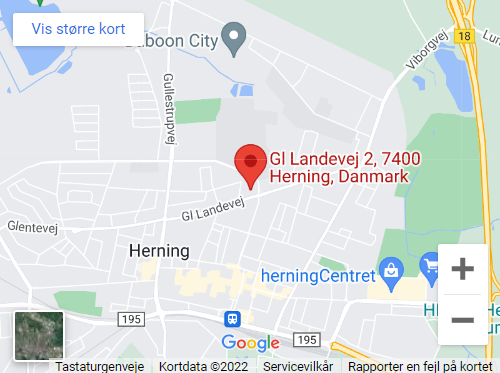 Vis større kort
Baboon City
Gullestrupvej
Viborgvej
18
Gl Landevej 2, 7400
Herning, Danmark
Gl Landevej
Glentevej
Herning
herningCentret
195
195
Google
Tastaturgenveje
Kortdata ©2022
Servicevilkår
Rapporter en fejl på kortet